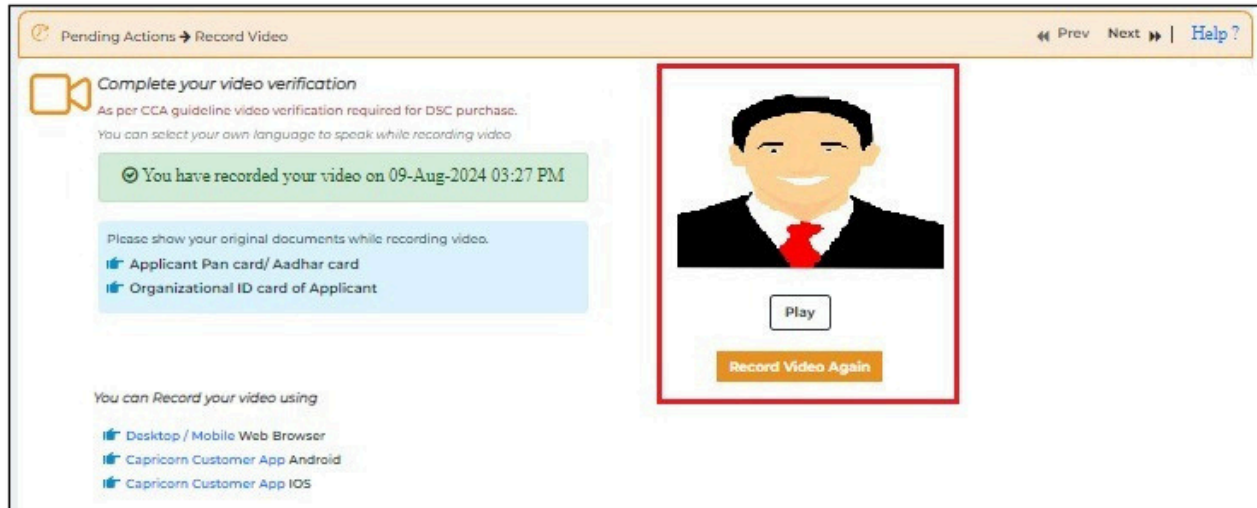 Pending Actions ➔ Record Video
Prev Next | Help ?
Complete your video verification
As per CCA guideline video verification required for DSC purchase.
You can select your own language to speak while recording video
You have recorded your video on 09-Aug-2024 03:27 PM
Please show your original documents while recording video.
Applicant Pan card/ Aadhar card
Organizational ID card of Applicant
Play
Record Video Again
You can Record your video using
Desktop / Mobile Web Browser
Capricorn Customer App Android
Capricorn Customer App IOS